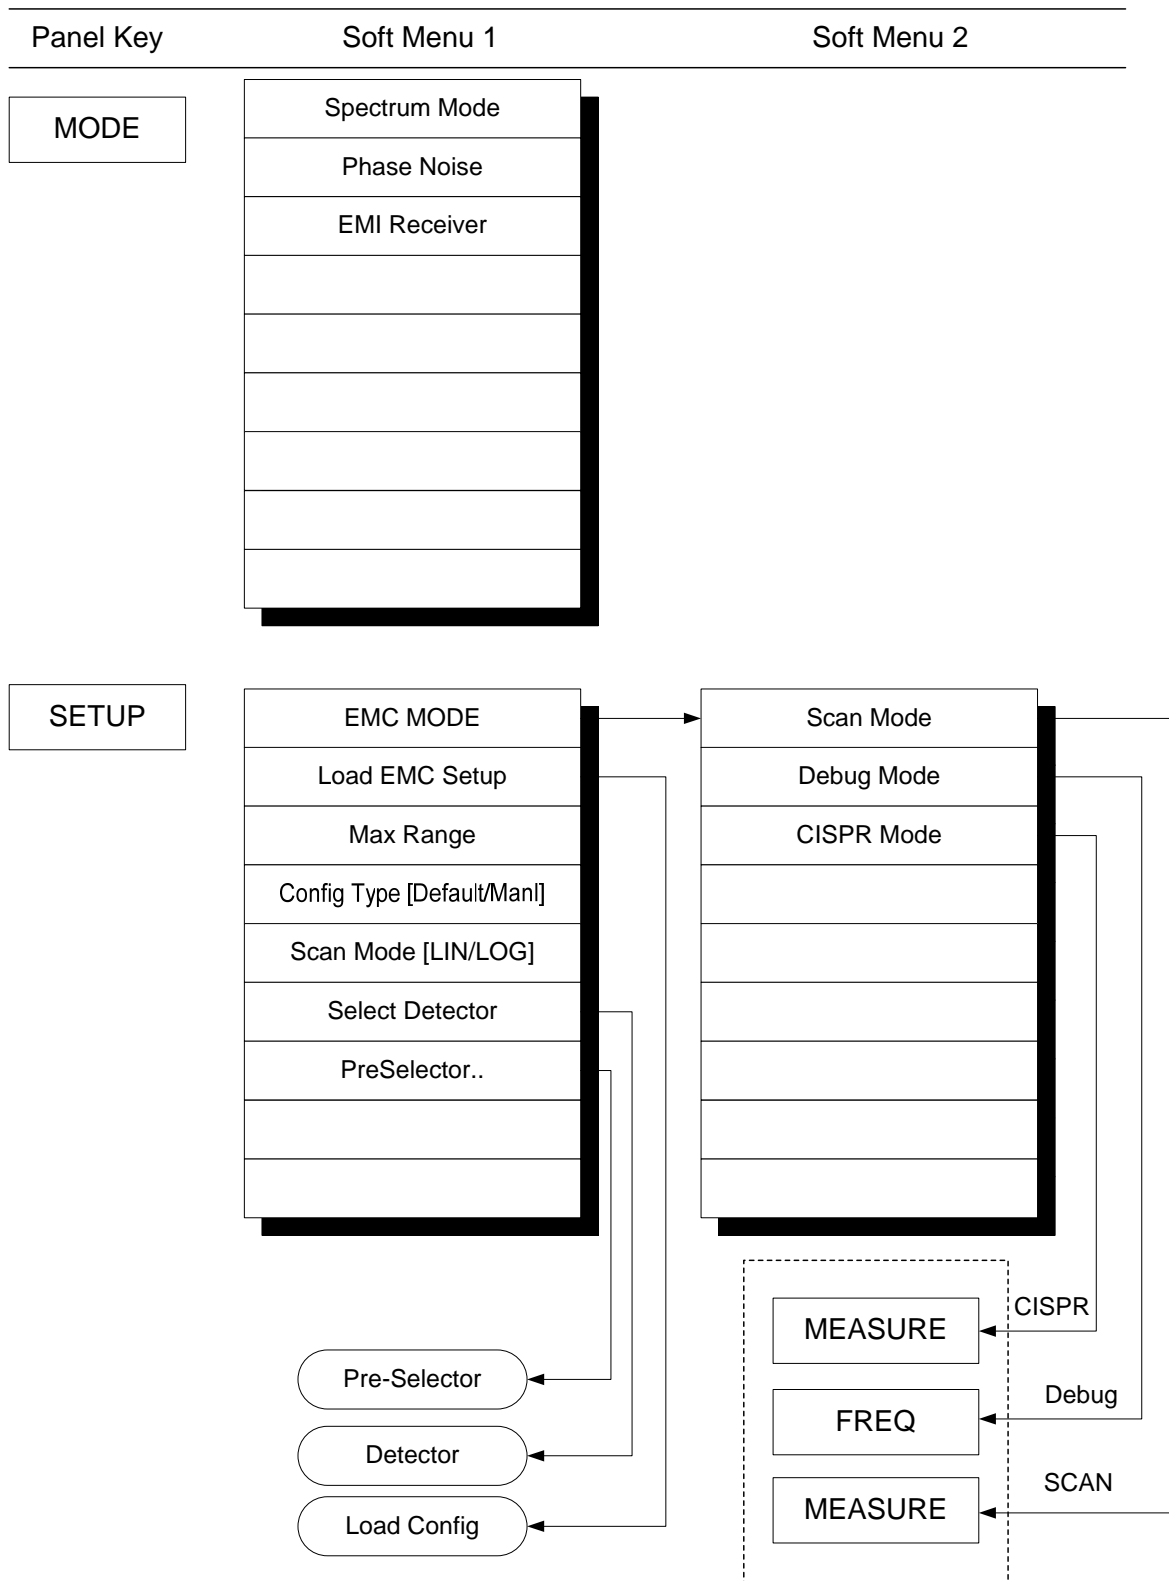 Panel Key Soft Menu 1 Soft Menu 2
MODE
Spectrum Mode
Phase Noise
EMI Receiver
SETUP
EMC MODE
Load EMC Setup
Max Range
Config Type [Default/Manl]
Scan Mode [LIN/LOG]
Select Detector
PreSelector..
Scan Mode
Debug Mode
CISPR Mode
Pre-Selector
Detector
Load Config
MEASURE
CISPR
FREQ
Debug
MEASURE
SCAN